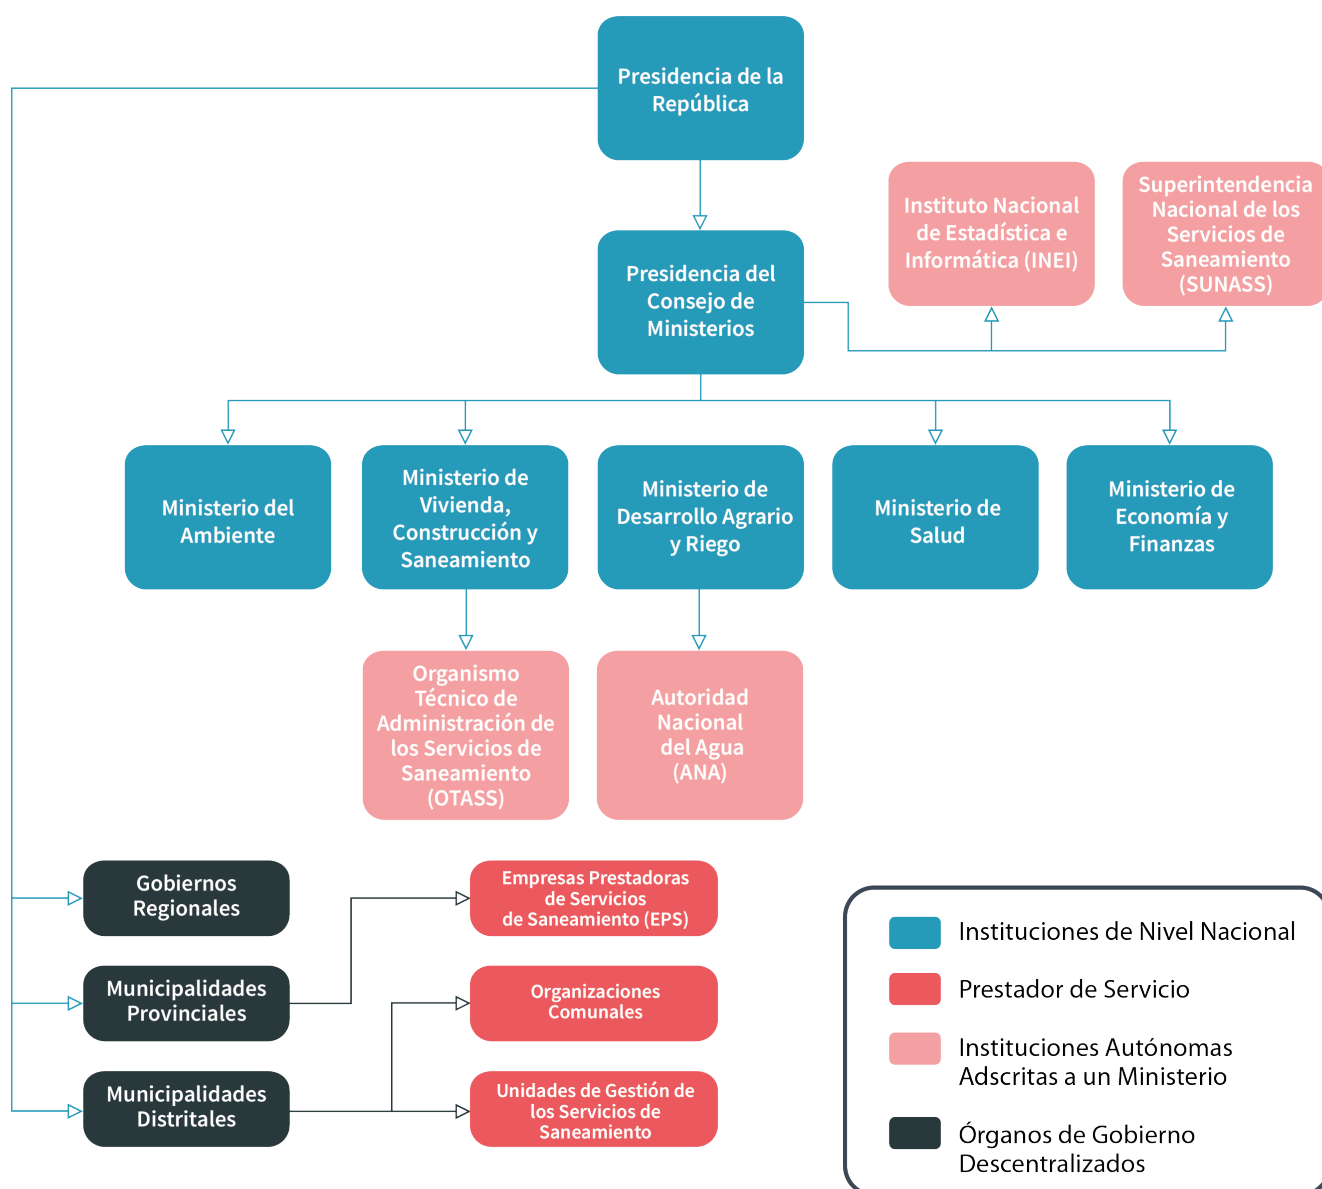 Presidencia de la
República
Instituto Nacional
de Estadística e
Informática (INEI)
Superintendencia
Nacional de los
Servicios de
Saneamiento
(SUNASS)
Presidencia del
Consejo de
Ministerios
Ministerio del
Ambiente
Ministerio de
Vivienda,
Construcción y
Saneamiento
Ministerio de
Desarrollo Agrario
y Riego
Ministerio de
Salud
Ministerio de
Economía y
Finanzas
Organismo
Técnico de
Administración de
los Servicios de
Saneamiento
(OTASS)
Autoridad
Nacional
del Agua
(ANA)
Gobiernos
Regionales
Empresas Prestadoras
de Servicios
de Saneamiento (EPS)
Municipalidades
Provinciales
Organizaciones
Comunales
Municipalidades
Distritales
Unidades de Gestión de
los Servicios de
Saneamiento
Instituciones de Nivel Nacional
Prestador de Servicio
Instituciones Autónomas
Adscritas a un Ministerio
Órganos de Gobierno
Descentralizados